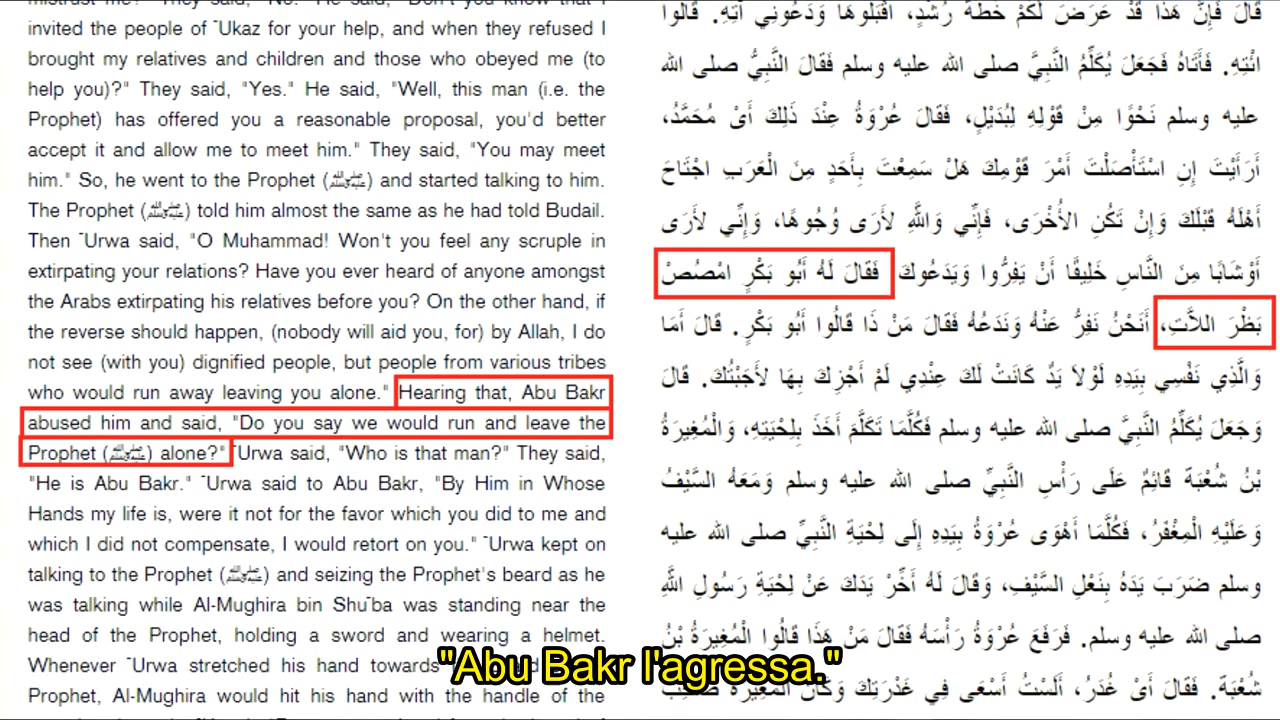 mistrust me?" They said, "No." He said, "Don't you know that I
invited the people of Ukaz for your help, and when they refused I
brought my relatives and children and those who obeyed me (to
help you)?" They said, "Yes." He said, "Well, this man (i.e. the
Prophet) has offered you a reasonable proposal, you'd better
accept it and allow me to meet him." They said, "You may meet
him." So, he went to the Prophet (ﷺ) and started talking to him.
The Prophet (ﷺ) told him almost the same as he had told Budail.
Then ˉUrwa said, "O Muhammad! Won't you feel any scruple in
extirpating your relations? Have you ever heard of anyone amongst
the Arabs extirpating his relatives before you? On the other hand, if
the reverse should happen, (nobody will aid you, for) by Allah, I do
not see (with you) dignified people, but people from various tribes
who would run away leaving you alone." Hearing that, Abu Bakr
abused him and said, "Do you say we would run and leave the
Prophet (ﷺ) alone?" ˉUrwa said, "Who is that man?" They said,
"He is Abu Bakr." ˉUrwa said to Abu Bakr, "By Him in Whose
Hands my life is, were it not for the favor which you did to me and
which I did not compensate, I would retort on you." ˉUrwa kept on
talking to the Prophet (ﷺ) and seizing the Prophet's beard as he
was talking while Al-Mughira bin Shuˉba was standing near the
head of the Prophet, holding a sword and wearing a helmet.
Whenever ˉUrwa stretched his hand towards
Prophet, Al-Mughira would hit his hand with the handle of the
قَالَ فَإِنَّ هَذَا قَدْ عَرَضَ لَكُمْ خُطَّةَ رُشْدٍ، اقْبَلُوهَا وَدَعُونِي آتِهِ. قَالُوا
ائْتِهِ. فَأَتَاهُ فَجَعَلَ يُكَلِّمُ النَّبِيَّ صلى الله عليه وسلم فَقَالَ النَّبِيُّ صلى الله
عليه وسلم نَحْوًا مِنْ قَوْلِهِ لِبُدَيْلٍ، فَقَالَ عُرْوَةُ عِنْدَ ذَلِكَ أَىْ مُحَمَّدُ،
أَرَأَيْتَ إِنِ اسْتَأْصَلْتَ أَمْرَ قَوْمِكَ هَلْ سَمِعْتَ بِأَحَدٍ مِنَ الْعَرَبِ اجْتَاحَ
أَهْلَهُ قَبْلَكَ وَإِنْ تَكُنِ الأُخْرَى، فَإِنِّي وَاللَّهِ لأَرَى وُجُوهًا، وَإِنِّي لأَرَى
أَوْشَابًا مِنَ النَّاسِ خَلِيقًا أَنْ يَفِرُّوا وَيَدَعُوكَ فَقَالَ لَهُ أَبُو بَكْرٍ امْصُصْ
بَظْرَ اللاَّتِ، أَنَحْنُ نَفِرُّ عَنْهُ وَنَدَعُهُ فَقَالَ مَنْ ذَا قَالُوا أَبُو بَكْرٍ. قَالَ أَمَا
وَالَّذِي نَفْسِي بِيَدِهِ لَوْلاَ يَدٌ كَانَتْ لَكَ عِنْدِي لَمْ أَجْزِكَ بِهَا لأَجَبْتُكَ. قَالَ
وَجَعَلَ يُكَلِّمُ النَّبِيَّ صلى الله عليه وسلم فَكُلَّمَا تَكَلَّمَ أَخَذَ بِلِحْيَتِهِ، وَالْمُغِيرَةُ
بْنُ شُعْبَةَ قَائِمٌ عَلَى رَأْسِ النَّبِيِّ صلى الله عليه وسلم وَمَعَهُ السَّيْفُ
وَعَلَيْهِ الْمِغْفَرُ، فَكُلَّمَا أَهْوَى عُرْوَةُ بِيَدِهِ إِلَى لِحْيَةِ النَّبِيِّ صلى الله عليه
وسلم ضَرَبَ يَدَهُ بِنَعْلِ السَّيْفِ، وَقَالَ لَهُ أَخِّرْ يَدَكَ عَنْ لِحْيَةِ رَسُولِ اللَّهِ
صلى الله عليه وسلم. فَرَفَعَ عُرْوَةُ رَأْسَهُ فَقَالَ مَنْ هَذَا قَالُوا الْمُغِيرَةُ بْنُ
شُعْبَةَ. فَقَالَ أَىْ غُدَرُ، أَلَسْتُ أَسْعَى فِي غَدْرَتِكَ وَكَانَ الْمُغِيرَةُ صَحِبَ
"Abu Bakr l'agressa."